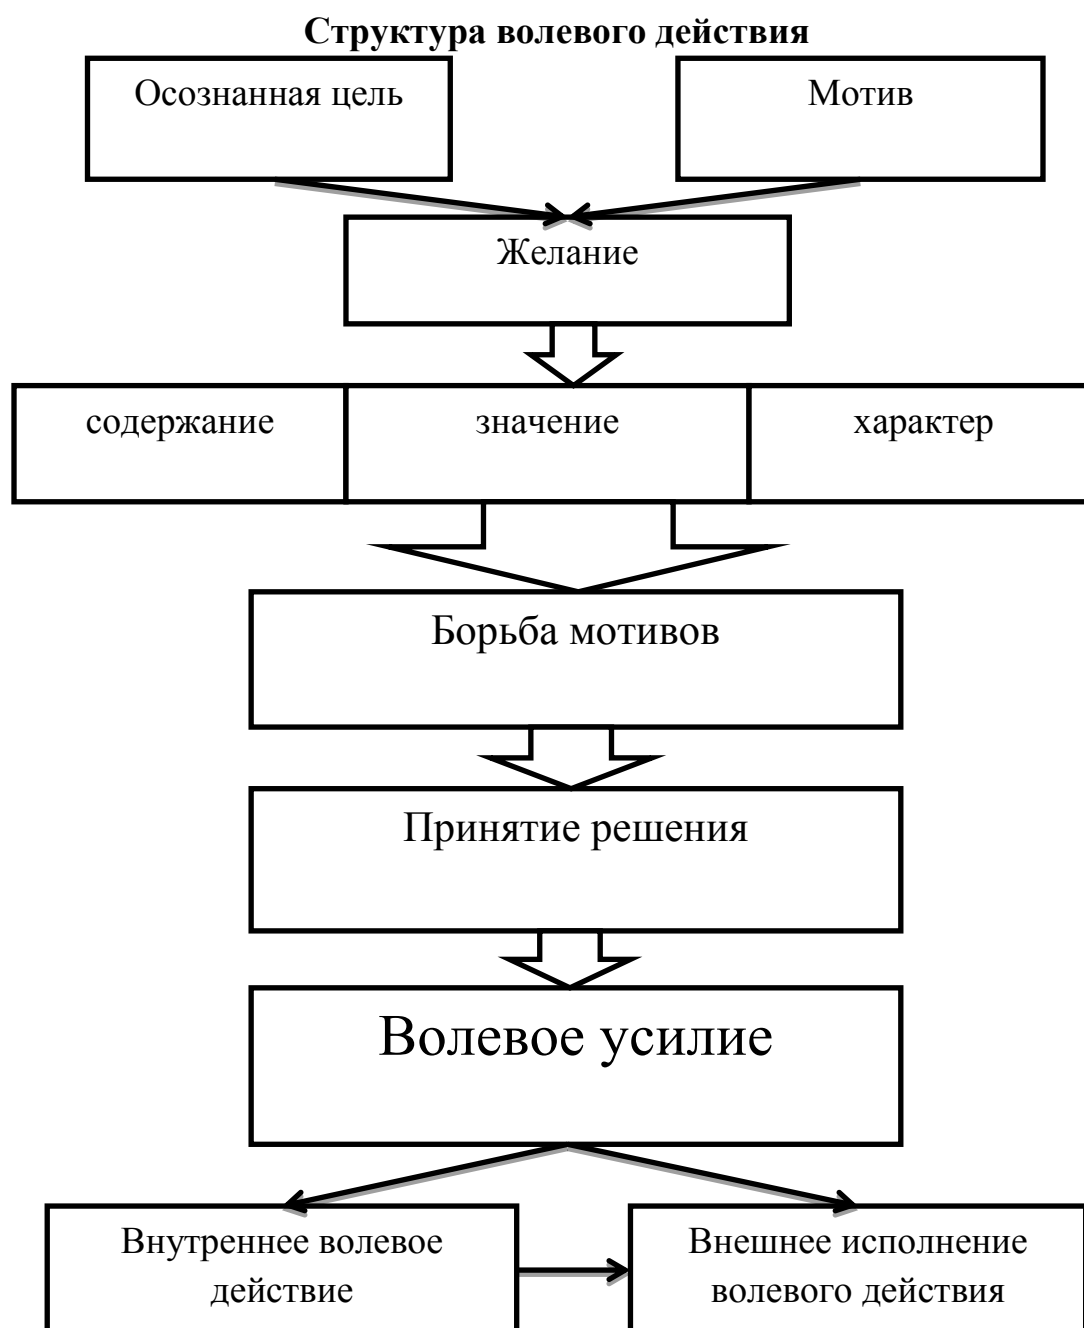 Структура волевого действия
Осознанная цель
Мотив
Желание
содержание
значение
характер
Борьба мотивов
Принятие решения
Волевое усилие
Внутреннее волевое
действие
Внешнее исполнение
волевого действия